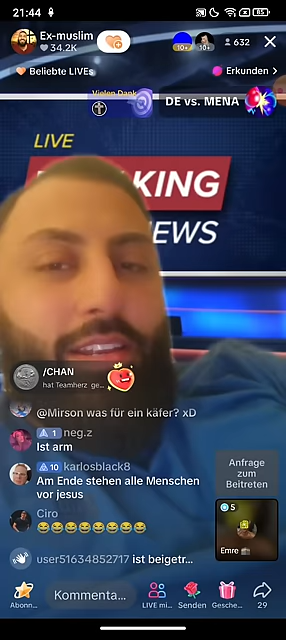 21:44
85
Ex-muslim
34,2K
10+
10+
632
Beliebte LIVEs
Erkunden >
Vielen Dank
DE vs. MENA
LIVE
KING
EWS
/CHAN
hat Teamherz ge...
@Mirson was für ein käfer? xD
1 neg.z
Ist arm
10 karlosblack8
Am Ende stehen alle Menschen
vor jesus
Anfrage
zum
Beitreten
Ciro
😂😂😂😂😂😂😂
5
Emre
user51634852717 ist beigetr...
Kommenta...
Abonn...
LIVE mi...
Senden
Gesche...
29